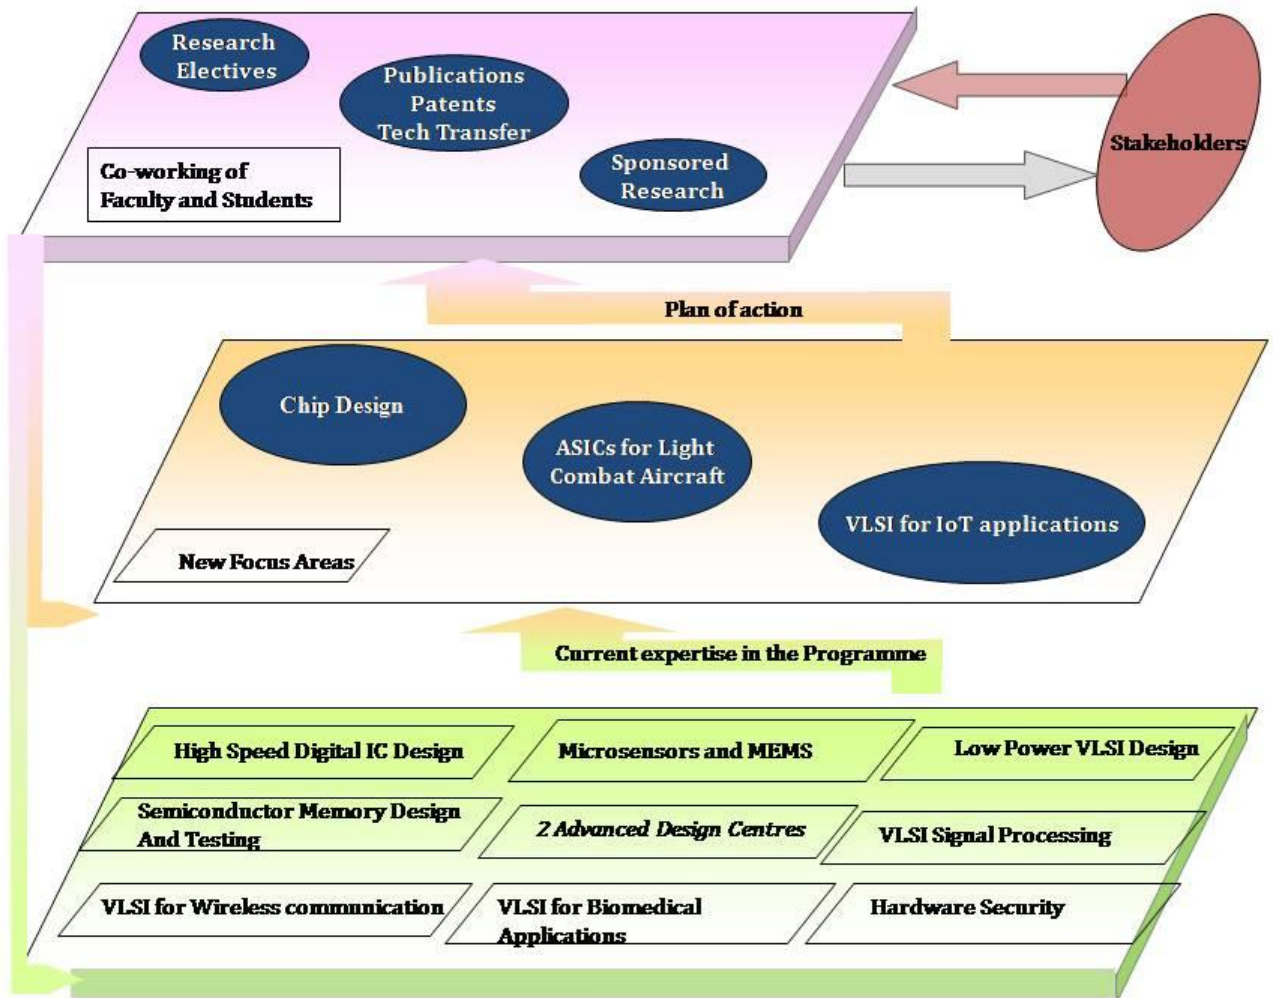 Research
Electives
Publications
Patents
Tech Transfer
Sponsored
Research
Co-working of
Faculty and Students
Stakeholders
Plan of action
Chip Design
ASICs for Light
Combat Aircraft
VLSI for IoT applications
New Focus Areas
Current expertise in the Programme
High Speed Digital IC Design
Microsensors and MEMS
Low Power VLSI Design
Semiconductor Memory Design
And Testing
2 Advanced Design Centres
VLSI Signal Processing
VLSI for Wireless communication
VLSI for Biomedical
Applications
Hardware Security